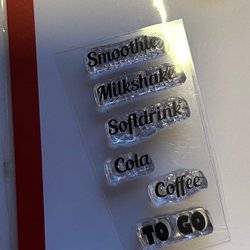 Smoothie
Milkshake
Softdrink
Cola
Coffee
TO GO